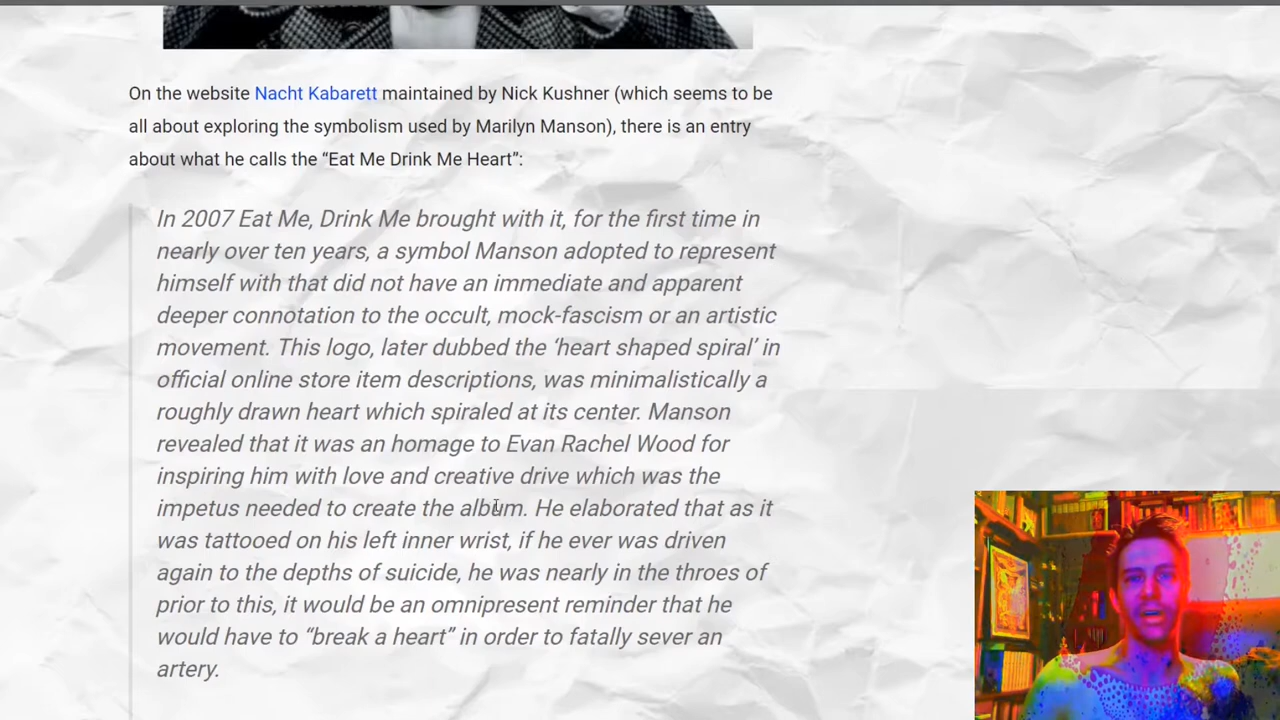 On the website Nacht Kabarett maintained by Nick Kushner (which seems to be
all about exploring the symbolism used by Marilyn Manson), there is an entry
about what he calls the “Eat Me Drink Me Heart”:
In 2007 Eat Me, Drink Me brought with it, for the first time in
nearly over ten years, a symbol Manson adopted to represent
himself with that did not have an immediate and apparent
deeper connotation to the occult, mock-fascism or an artistic
movement. This logo, later dubbed the ‘heart shaped spiral’ in
official online store item descriptions, was minimalistically a
roughly drawn heart which spiraled at its center. Manson
revealed that it was an homage to Evan Rachel Wood for
inspiring him with love and creative drive which was the
impetus needed to create the album. He elaborated that as it
was tattooed on his left inner wrist, if he ever was driven
again to the depths of suicide, he was nearly in the throes of
prior to this, it would be an omnipresent reminder that he
would have to “break a heart” in order to fatally sever an
artery.